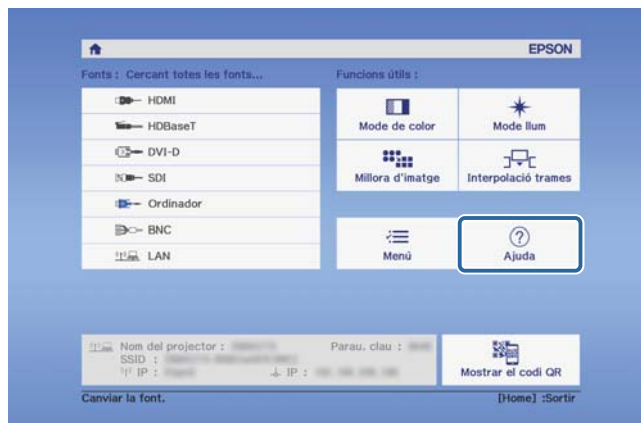 EPSON
Fonts : Cercant totes les fonts...
Funcions útils :
HDMI
HDBaseT
DVI-D
SDI
Ordinador
BNC
LAN
Mode de color
Mode llum
Millora d'imatge
Interpolació trames
Menú
Ajuda
Nom del projector :
Parau. clau :
SSID :
IP :
IP :
Mostrar el codi QR
Canviar la font.
[Home] :Sortir